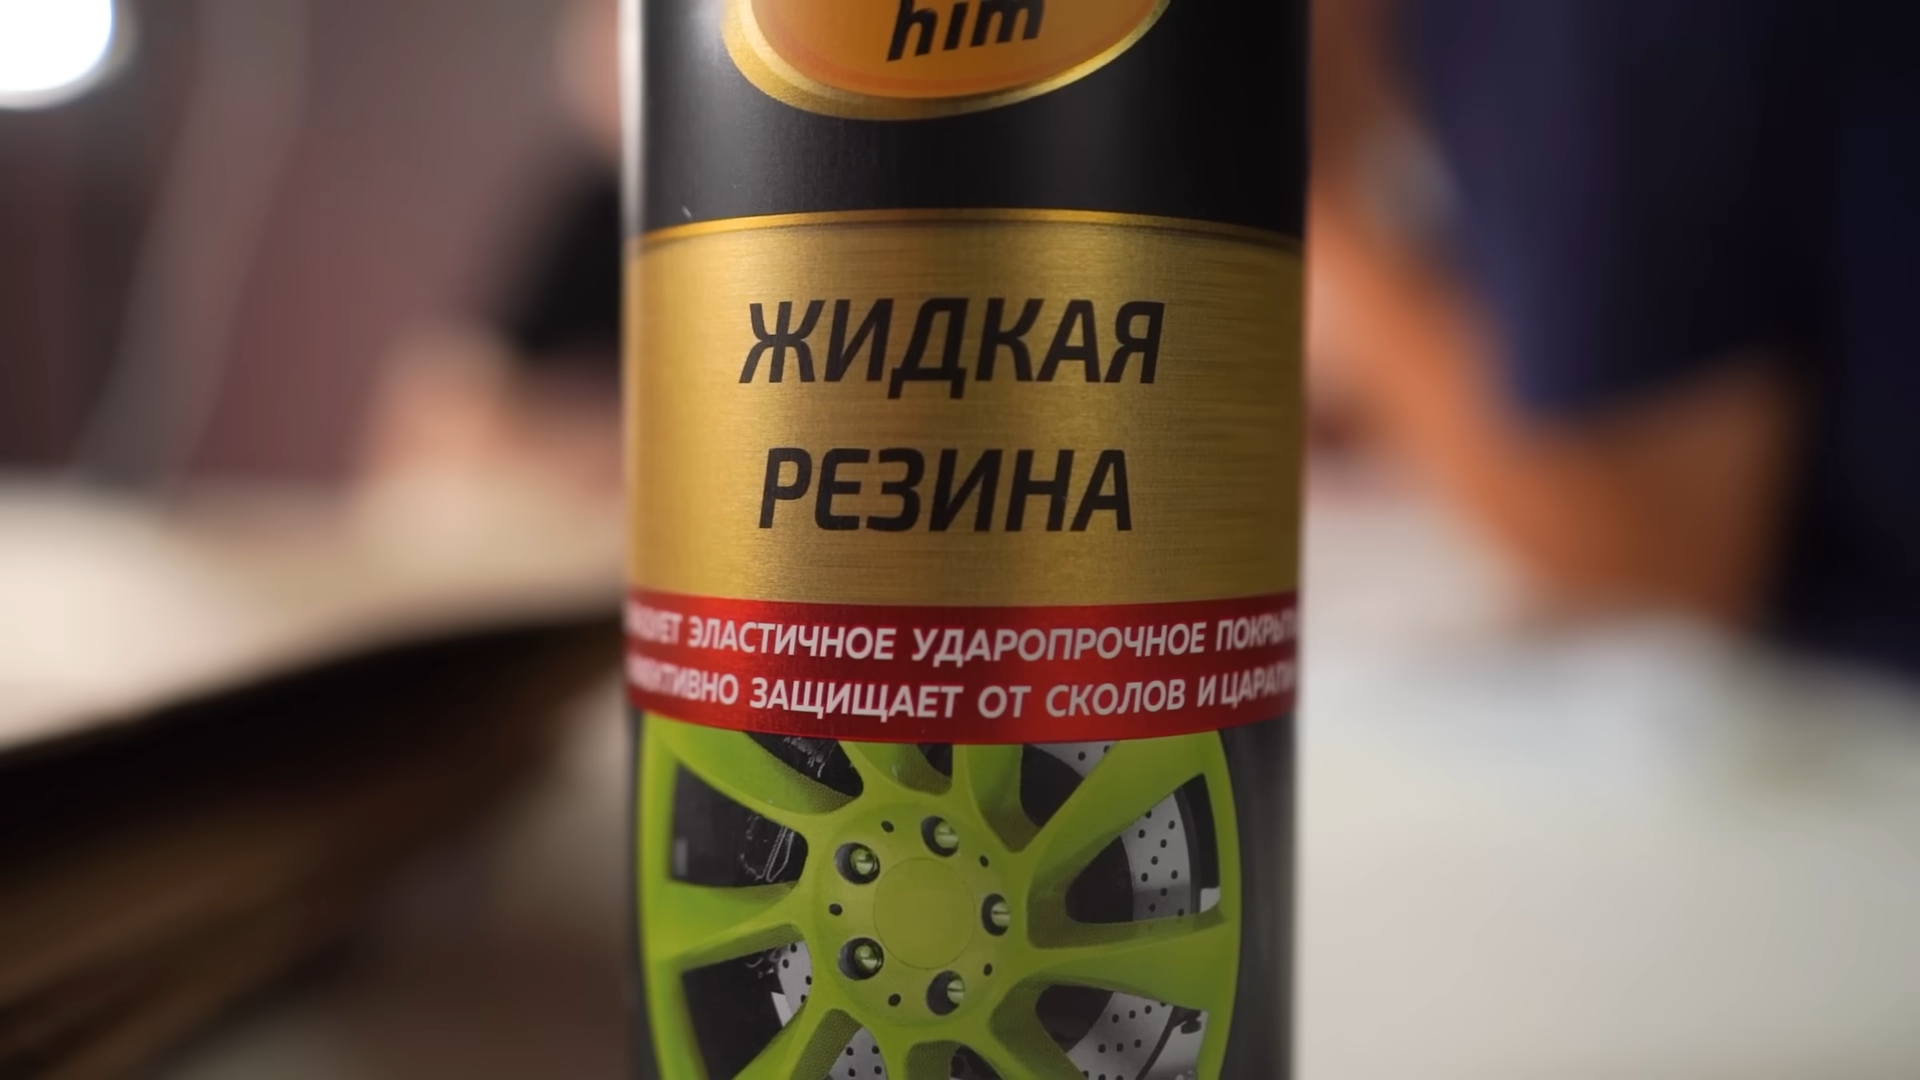 him
ЖИДКАЯ
РЕЗИНА
ЭЛАСТИЧНОЕ УДАРОПРОЧНОЕ
ЗАЩИЩАЕТ ОТ СКОЛОВ И